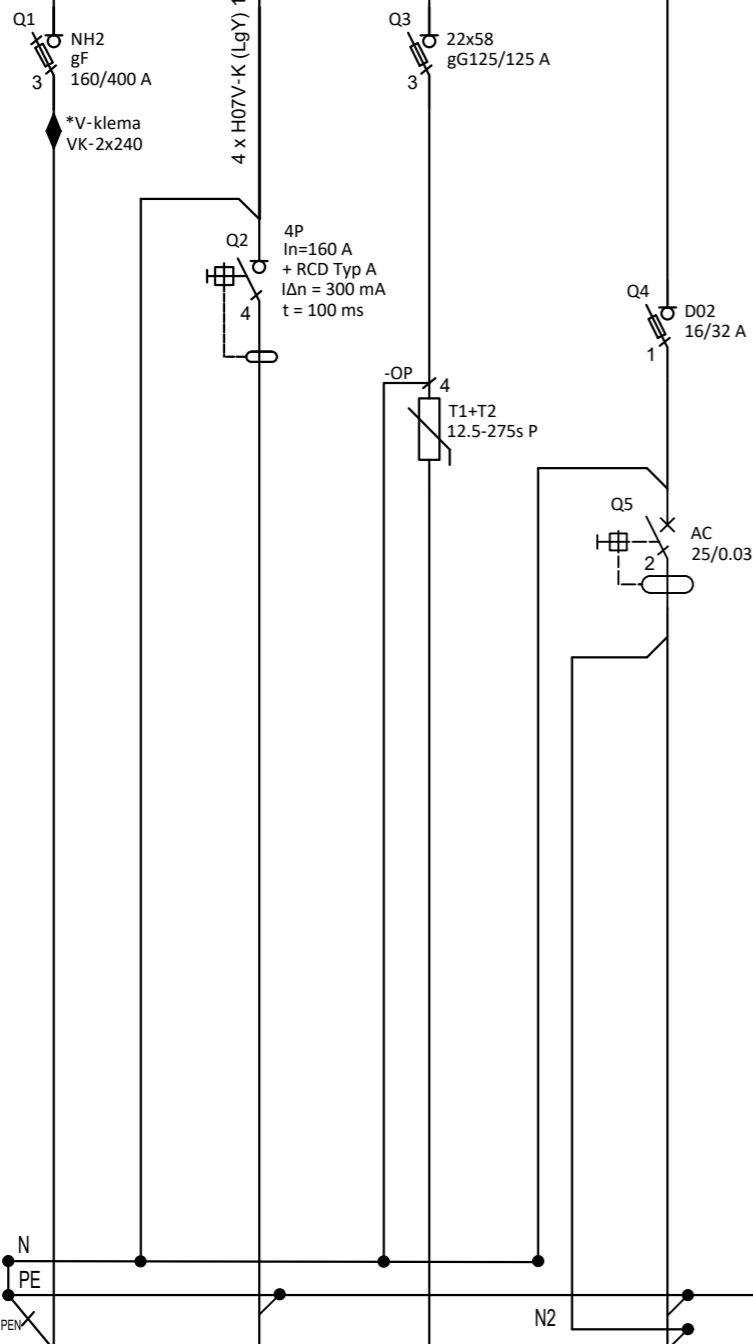 Q1
NH2
gF
160/400 A
3
*V-klema
VK-2x240
4 x H07V-K (LgY) 1
Q3
22x58
gG125/125 A
3
Q2
4P
In=160 A
+ RCD Typ A
IΔn = 300 mA
t = 100 ms
4
Q4
D02
16/32 A
1
-OP
4
T1+T2
12.5-275s P
Q5
AC
25/0.03
2
N
PE
PEN
N2